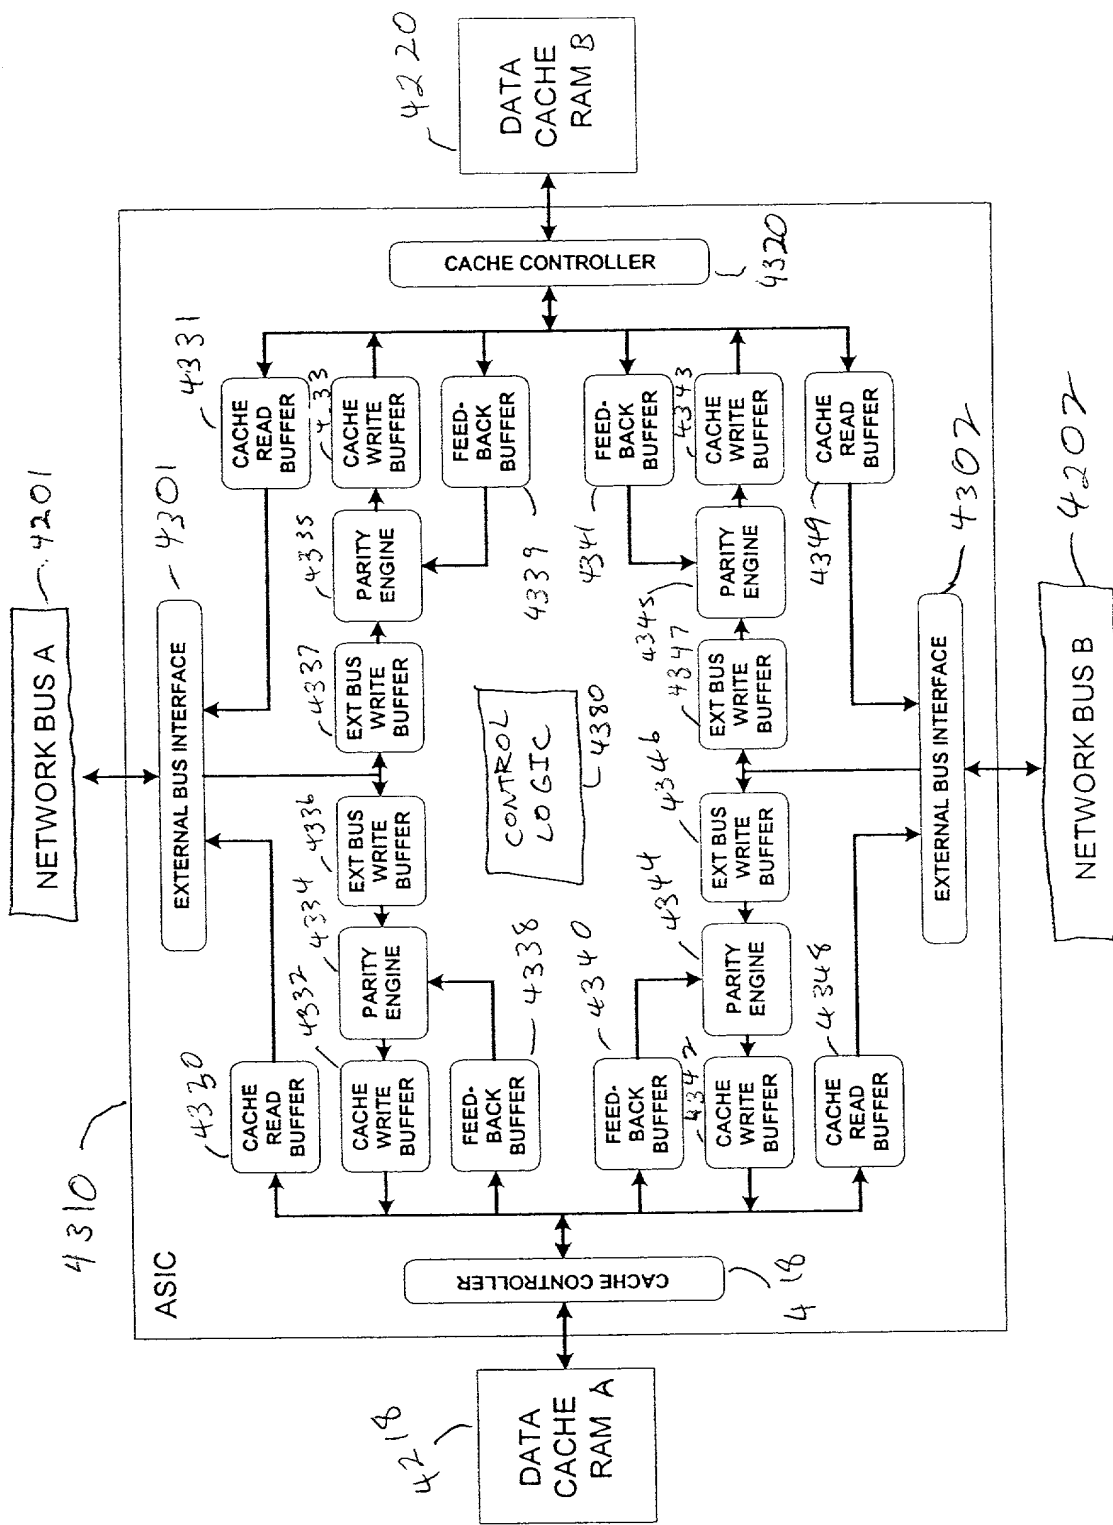 NETWORK BUS A
4201
4310
ASIC
EXTERNAL BUS INTERFACE
4301
4330
CACHE
READ
BUFFER
CACHE
READ
BUFFER
4331
4332
4334
4336
4337
4335
CACHE
WRITE
BUFFER
PARITY
ENGINE
EXT BUS
WRITE
BUFFER
EXT BUS
WRITE
BUFFER
PARITY
ENGINE
CACHE
WRITE
BUFFER
FEED-
BACK
BUFFER
4338
FEED-
BACK
BUFFER
4339
4218
DATA
CACHE
RAM A
CACHE CONTROLLER
4 18
CONTROL
LOGIC
4380
CACHE CONTROLLER
4320
4220
DATA
CACHE
RAM B
FEED-
BACK
BUFFER
4340
4341
FEED-
BACK
BUFFER
4342
4344
4346
4347
4345
4343
CACHE
WRITE
BUFFER
PARITY
ENGINE
EXT BUS
WRITE
BUFFER
EXT BUS
WRITE
BUFFER
PARITY
ENGINE
CACHE
WRITE
BUFFER
CACHE
READ
BUFFER
4348
4349
CACHE
READ
BUFFER
EXTERNAL BUS INTERFACE
4302
NETWORK BUS B
4202